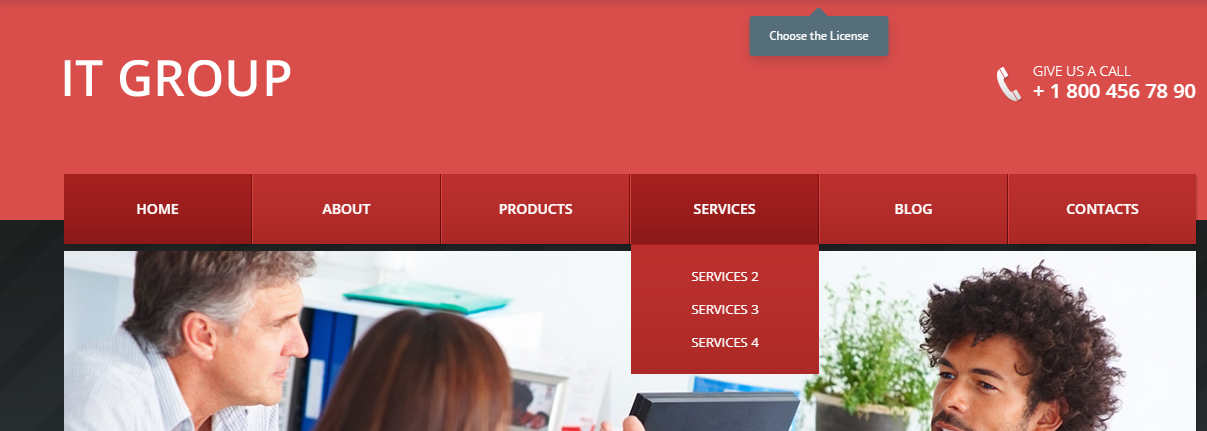 Choose the License
IT GROUP
GIVE US A CALL
+ 1 800 456 78 90
HOME
ABOUT
PRODUCTS
SERVICES
BLOG
CONTACTS
SERVICES 2
SERVICES 3
SERVICES 4